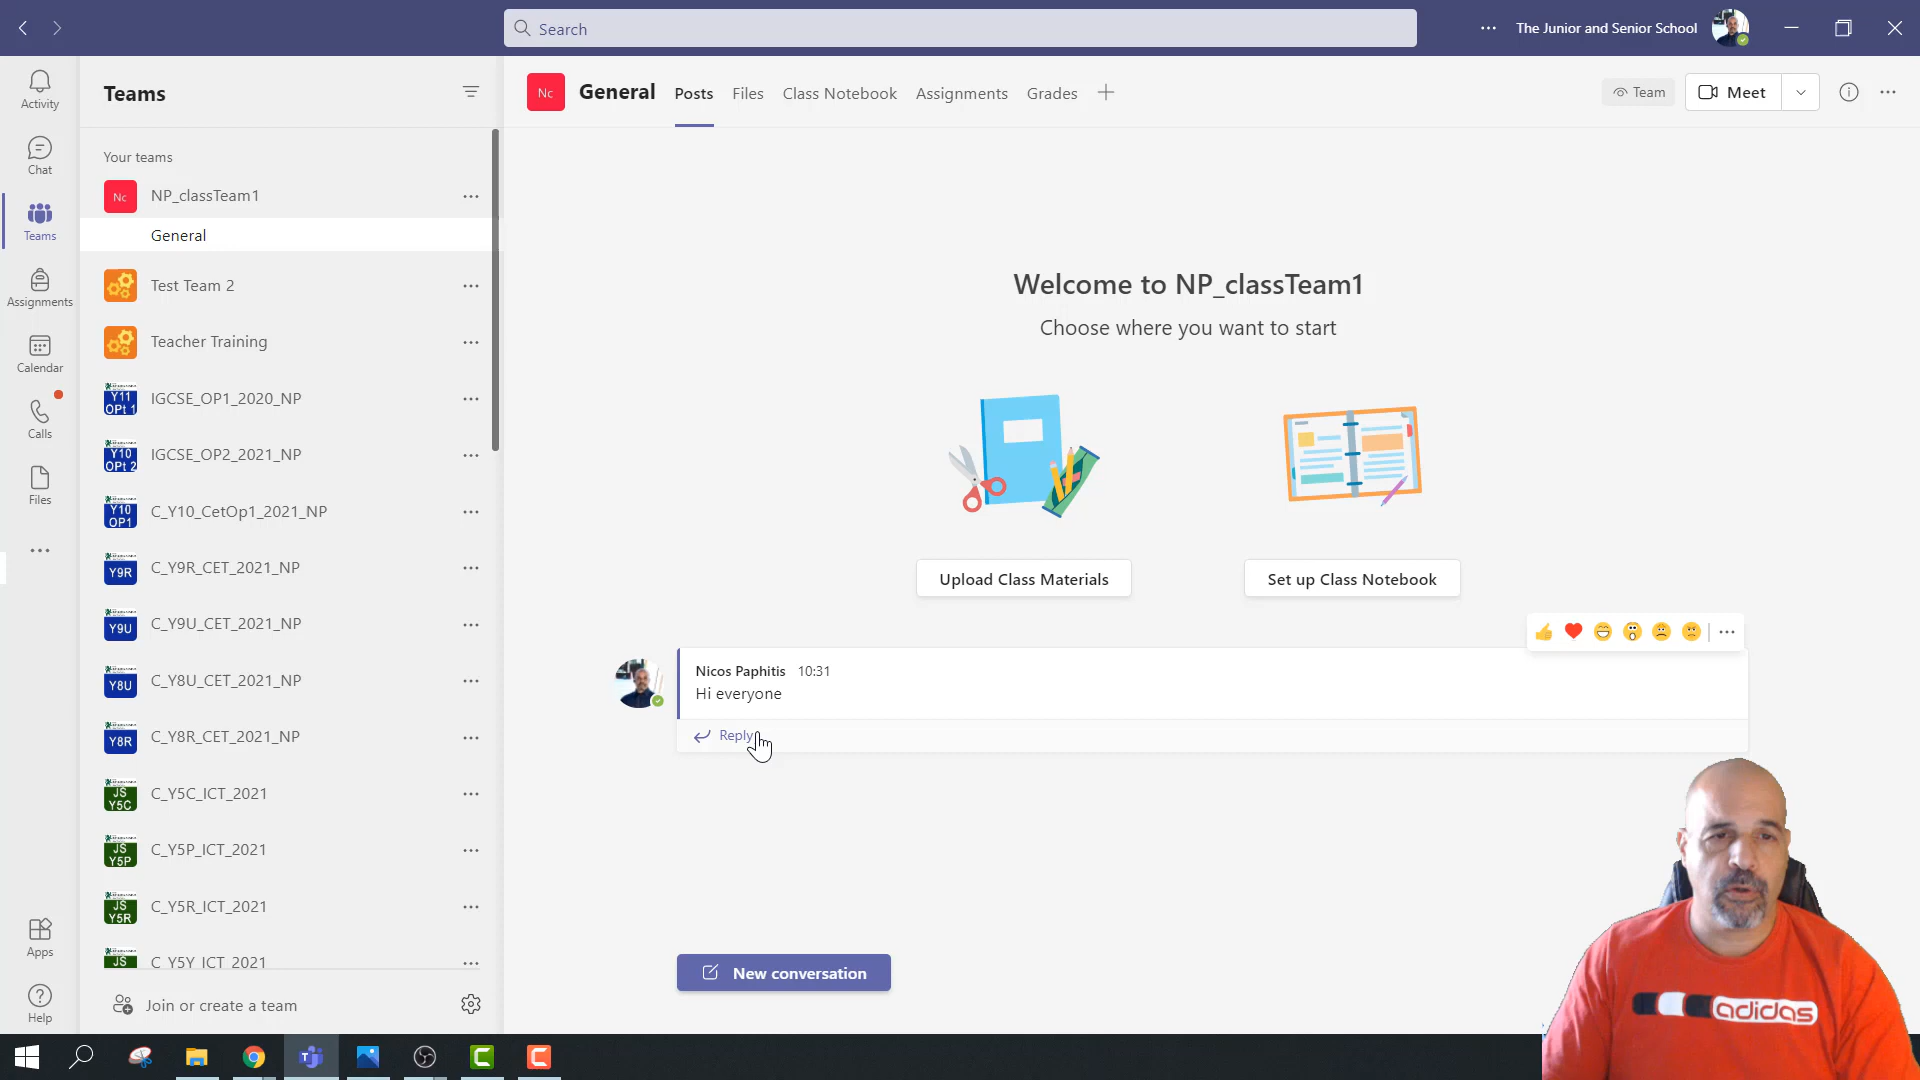 Search
The Junior and Senior School
Activity
Chat
Teams
Assignments
Calendar
Calls
Files
Apps
Help
Teams
Your teams
Nc NP_classTeam1
General
Test Team 2
Teacher Training
Y11 OPt 1 IGCSE_OP1_2020_NP
Y10 OPt 2 IGCSE_OP2_2021_NP
Y10 OP1 C_Y10_CetOp1_2021_NP
Y9R C_Y9R_CET_2021_NP
Y9U C_Y9U_CET_2021_NP
Y8U C_Y8U_CET_2021_NP
Y8R C_Y8R_CET_2021_NP
JS Y5C C_Y5C_ICT_2021
JS Y5P C_Y5P_ICT_2021
JS Y5R C_Y5R_ICT_2021
JS C_Y5Y_ICT_2021
Join or create a team
Nc General Posts Files Class Notebook Assignments Grades
Team Meet
Welcome to NP_classTeam1
Choose where you want to start
Upload Class Materials
Set up Class Notebook
Nicos Paphitis 10:31
Hi everyone
Reply
New conversation
adidas